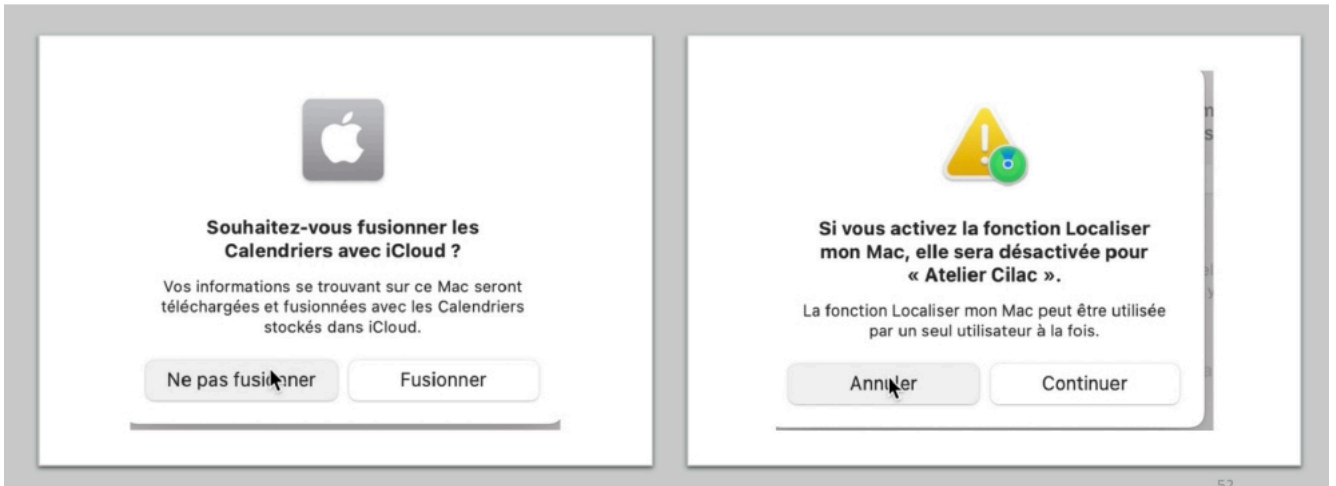 Souhaitez-vous fusionner les
Calendriers avec iCloud ?
Vos informations se trouvant sur ce Mac seront
téléchargées et fusionnées avec les Calendriers
stockés dans iCloud.
Ne pas fusionner
Fusionner
Si vous activez la fonction Localiser
mon Mac, elle sera désactivée pour
« Atelier Cilac ».
La fonction Localiser mon Mac peut être utilisée
par un seul utilisateur à la fois.
Annuler
Continuer
52